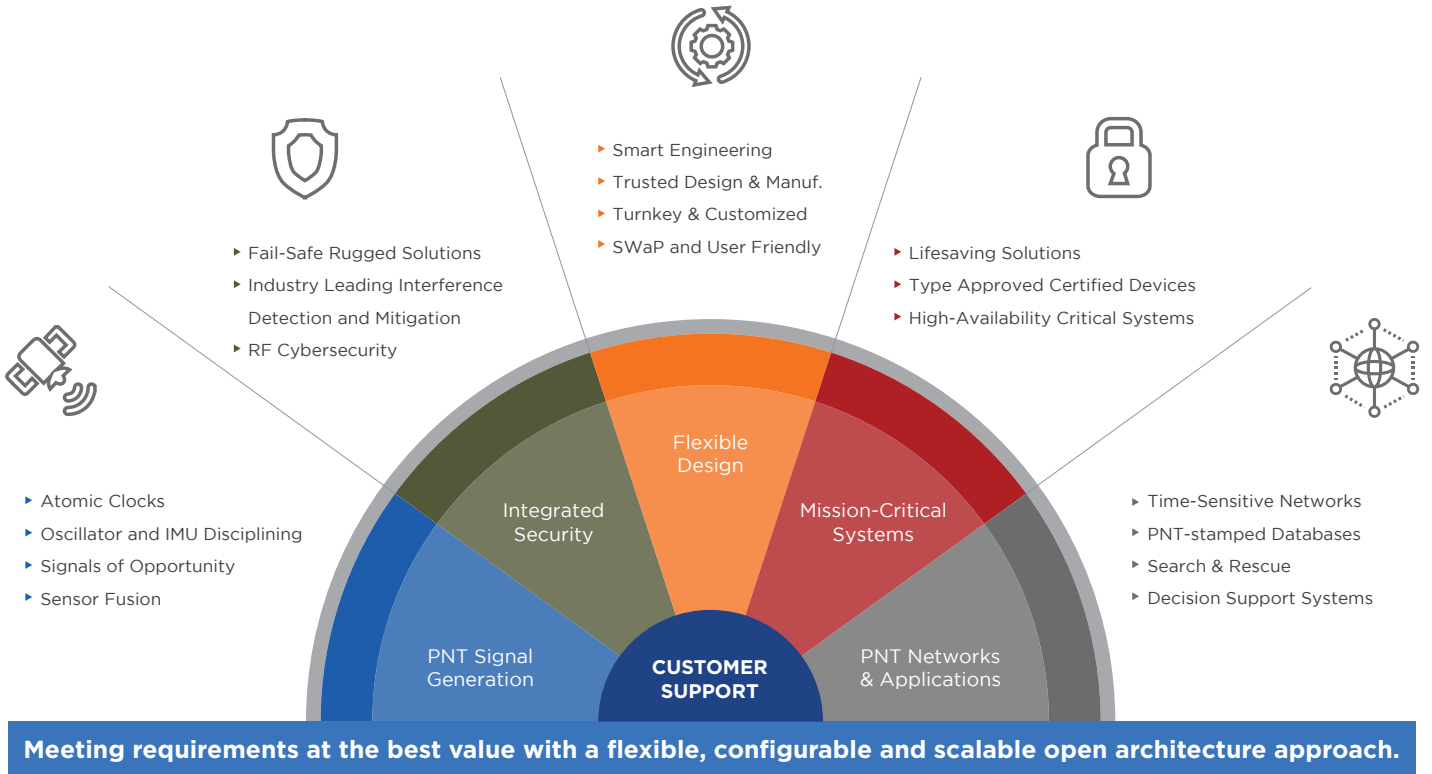 Smart Engineering
Trusted Design & Manuf.
Turnkey & Customized
SWaP and User Friendly
Fail-Safe Rugged Solutions
Industry Leading Interference
Detection and Mitigation
RF Cybersecurity
Lifesaving Solutions
Type Approved Certified Devices
High-Availability Critical Systems
Atomic Clocks
Oscillator and IMU Disciplining
Signals of Opportunity
Sensor Fusion
Time-Sensitive Networks
PNT-stamped Databases
Search & Rescue
Decision Support Systems
PNT Signal
Generation
Integrated
Security
Flexible
Design
Mission-Critical
Systems
PNT Networks
& Applications
CUSTOMER
SUPPORT
Meeting requirements at the best value with a flexible, configurable and scalable open architecture approach.